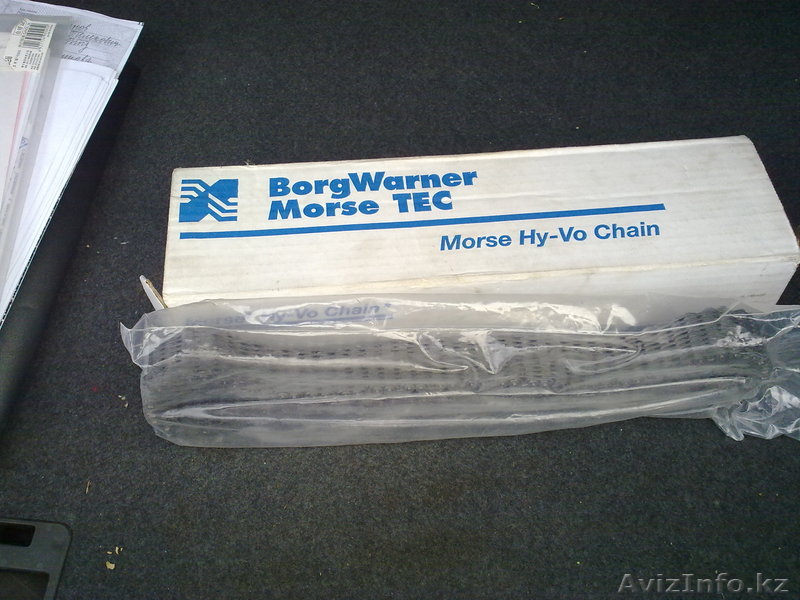 BorgWarner
Morse TEC
Morse Hy-Vo Chain
Hy-Vo Chain
AvizInfo.kz